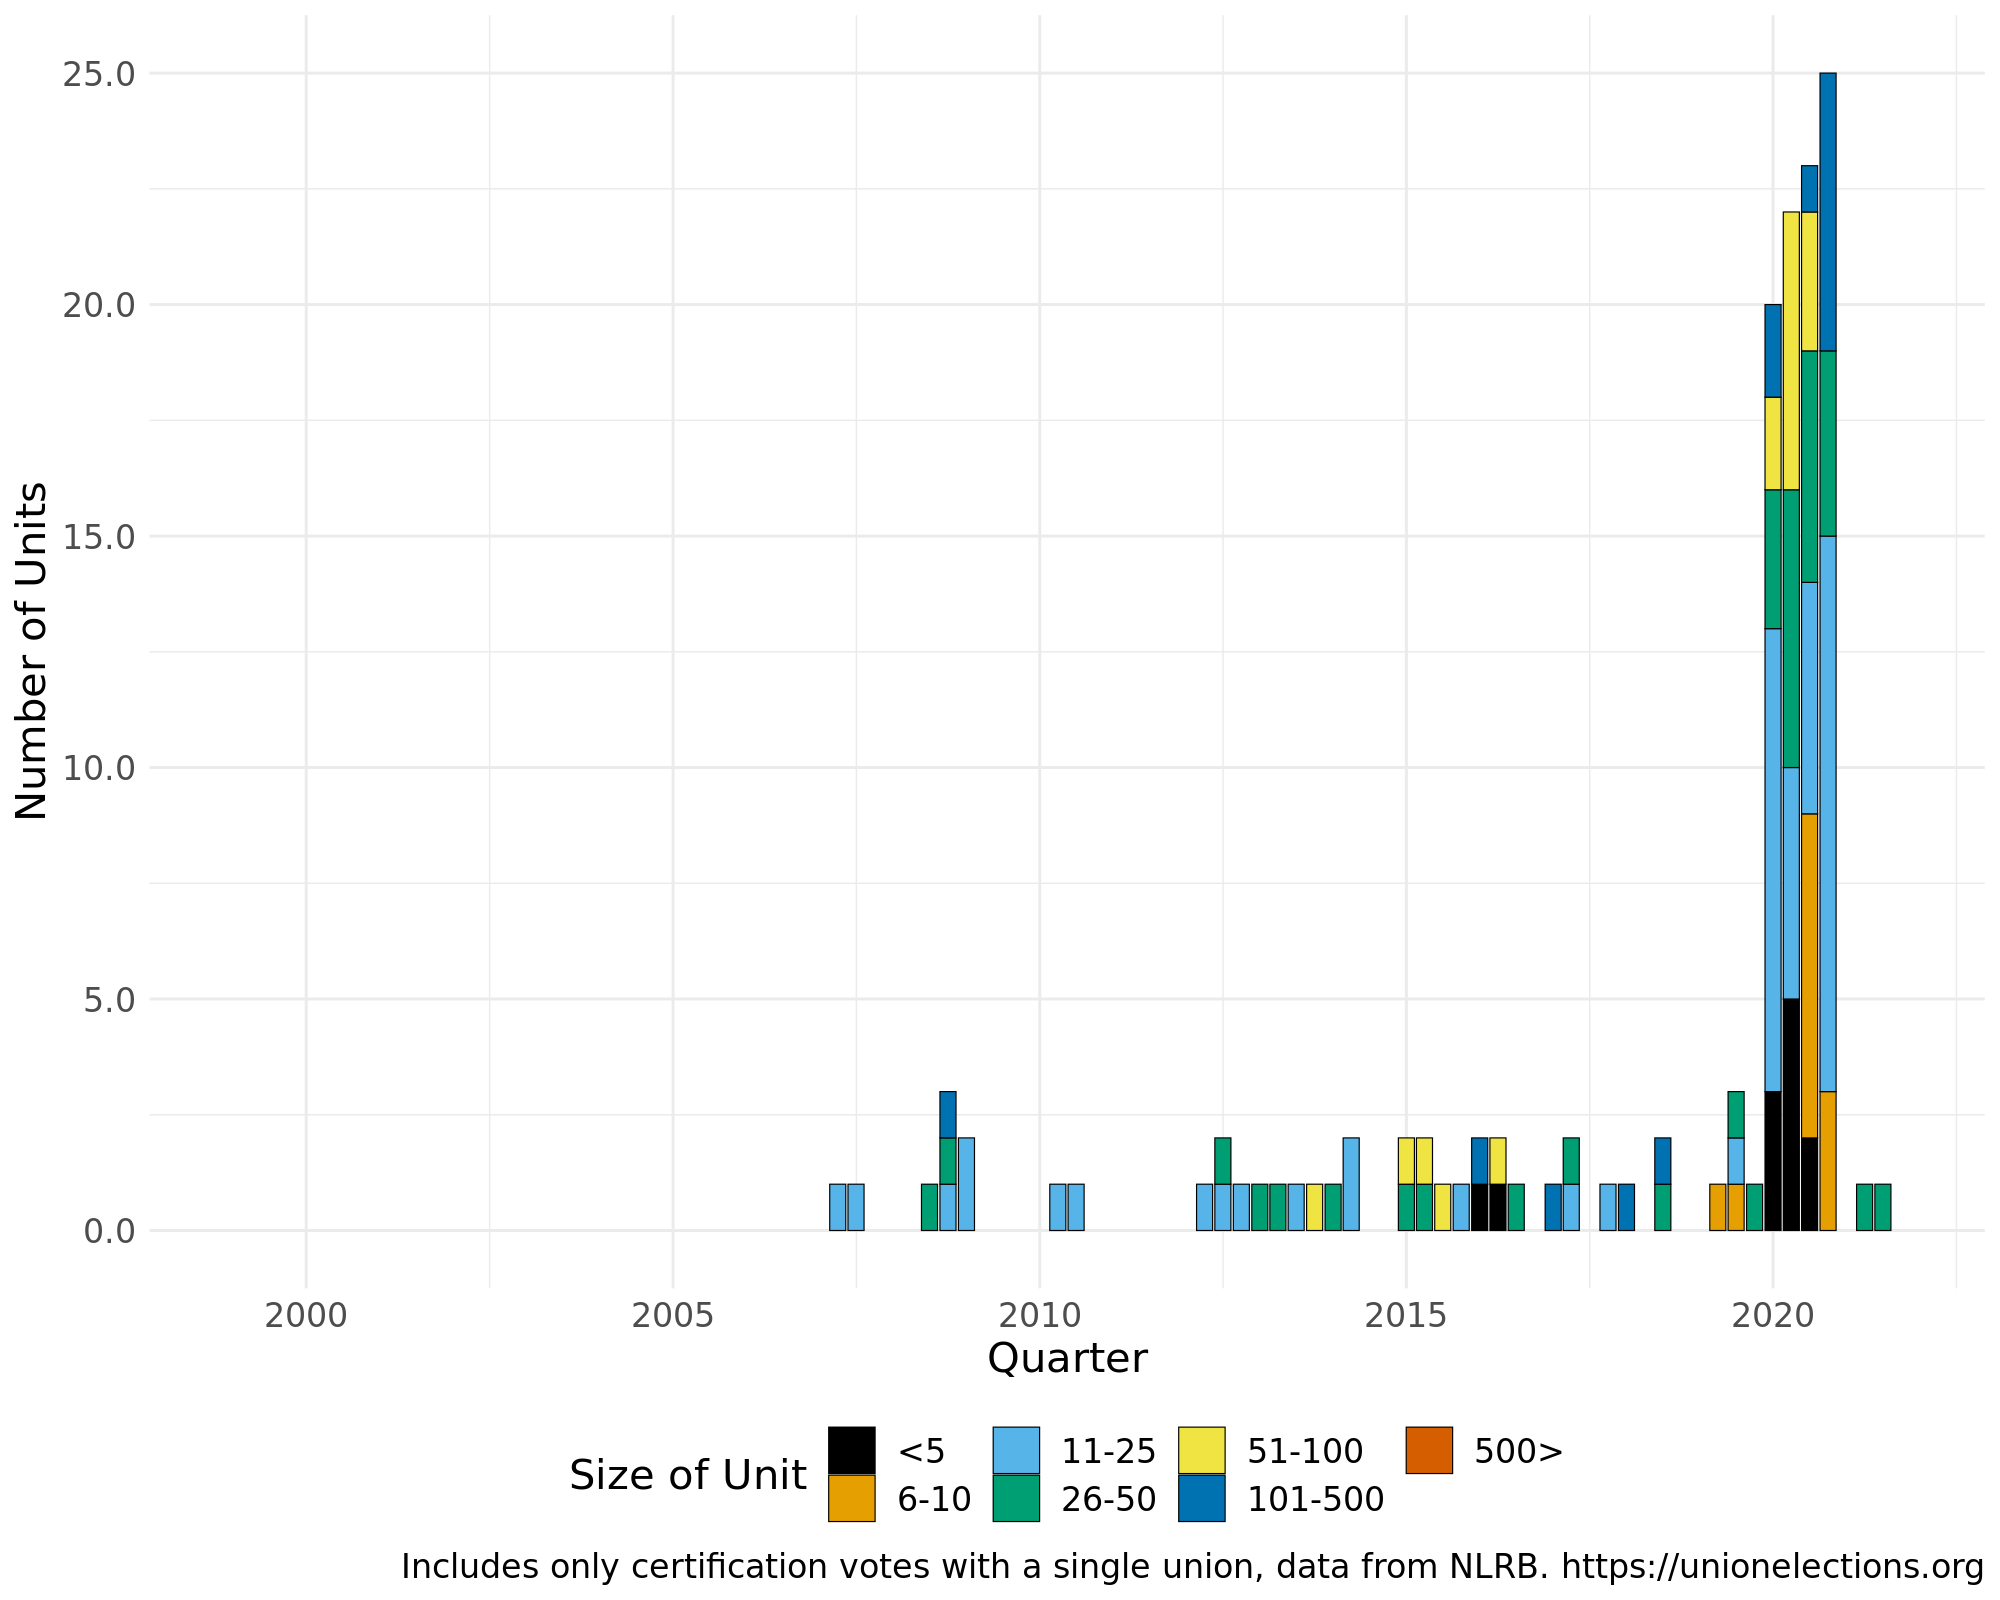 25.0
20.0
15.0
10.0
5.0
0.0
Number of Units
2000 2005 2010 2015 2020
Quarter
Size of Unit
<5 11-25 51-100 500>
6-10 26-50 101-500
Includes only certification votes with a single union, data from NLRB. https://unionelections.org